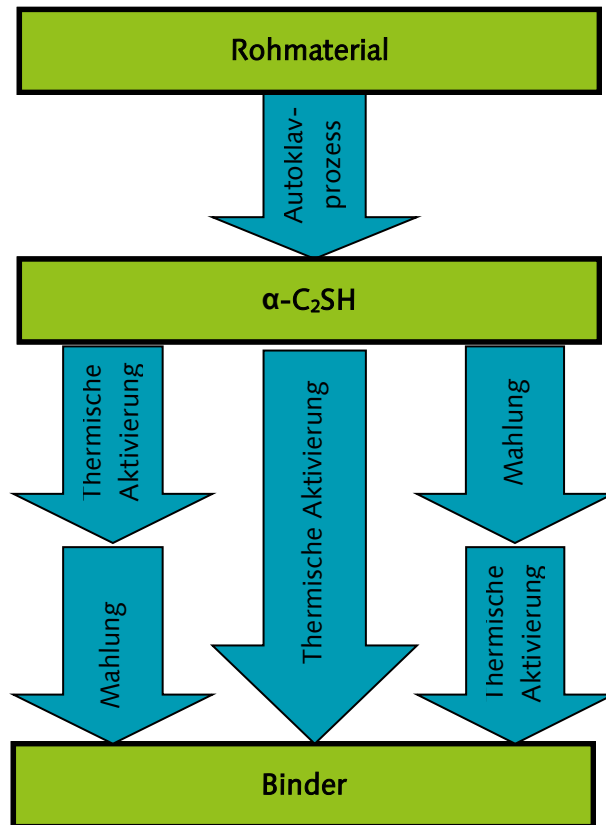 Rohmaterial
Autoklav-
prozess
α-C₂SH
Thermische
Aktivierung
Mahlung
Thermische Aktivierung
Mahlung
Thermische
Aktivierung
Binder